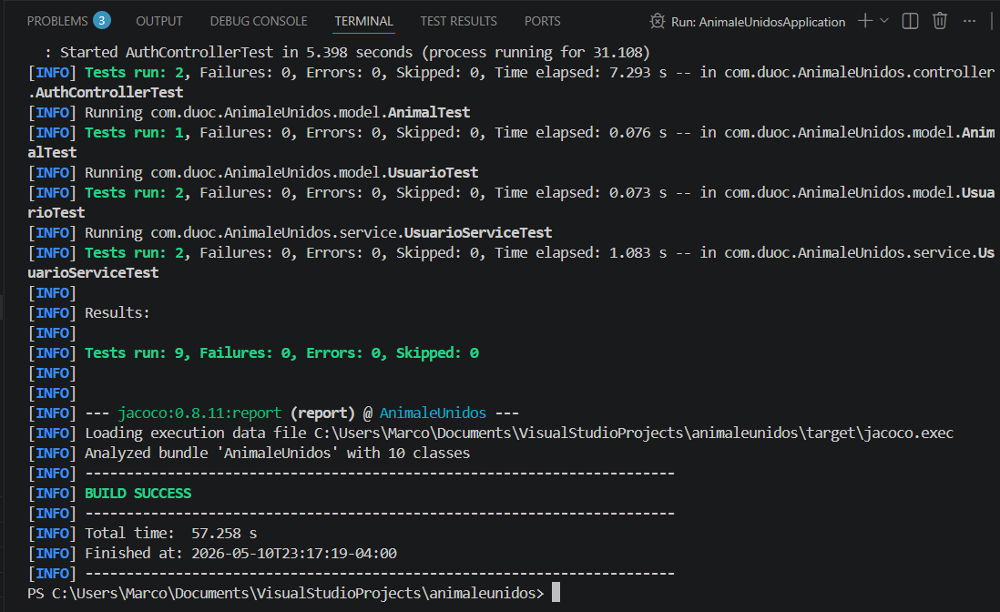 PROBLEMS 3 OUTPUT DEBUG CONSOLE TERMINAL TEST RESULTS PORTS Run: AnimaleUnidosApplication
: Started AuthControllerTest in 5.398 seconds (process running for 31.108)
[INFO] Tests run: 2, Failures: 0, Errors: 0, Skipped: 0, Time elapsed: 7.293 s -- in com.duoc.AnimaleUnidos.controller
.AuthControllerTest
[INFO] Running com.duoc.AnimaleUnidos.model.AnimalTest
[INFO] Tests run: 1, Failures: 0, Errors: 0, Skipped: 0, Time elapsed: 0.076 s -- in com.duoc.AnimaleUnidos.model.Anim
alTest
[INFO] Running com.duoc.AnimaleUnidos.model.UsuarioTest
[INFO] Tests run: 2, Failures: 0, Errors: 0, Skipped: 0, Time elapsed: 0.073 s -- in com.duoc.AnimaleUnidos.model.Usua
rioTest
[INFO] Running com.duoc.AnimaleUnidos.service.UsuarioServiceTest
[INFO] Tests run: 2, Failures: 0, Errors: 0, Skipped: 0, Time elapsed: 1.083 s -- in com.duoc.AnimaleUnidos.service.Us
uarioServiceTest
[INFO]
[INFO] Results:
[INFO]
[INFO] Tests run: 9, Failures: 0, Errors: 0, Skipped: 0
[INFO]
[INFO]
[INFO] --- jacoco:0.8.11:report (report) @ AnimaleUnidos ---
[INFO] Loading execution data file C:\Users\Marco\Documents\VisualStudioProjects\animaleunidos\target\jacoco.exec
[INFO] Analyzed bundle 'AnimaleUnidos' with 10 classes
[INFO] ------------------------------------------------------------------------
[INFO] BUILD SUCCESS
[INFO] ------------------------------------------------------------------------
[INFO] Total time:  57.258 s
[INFO] Finished at: 2026-05-10T23:17:19-04:00
[INFO] ------------------------------------------------------------------------
PS C:\Users\Marco\Documents\VisualStudioProjects\animaleunidos>